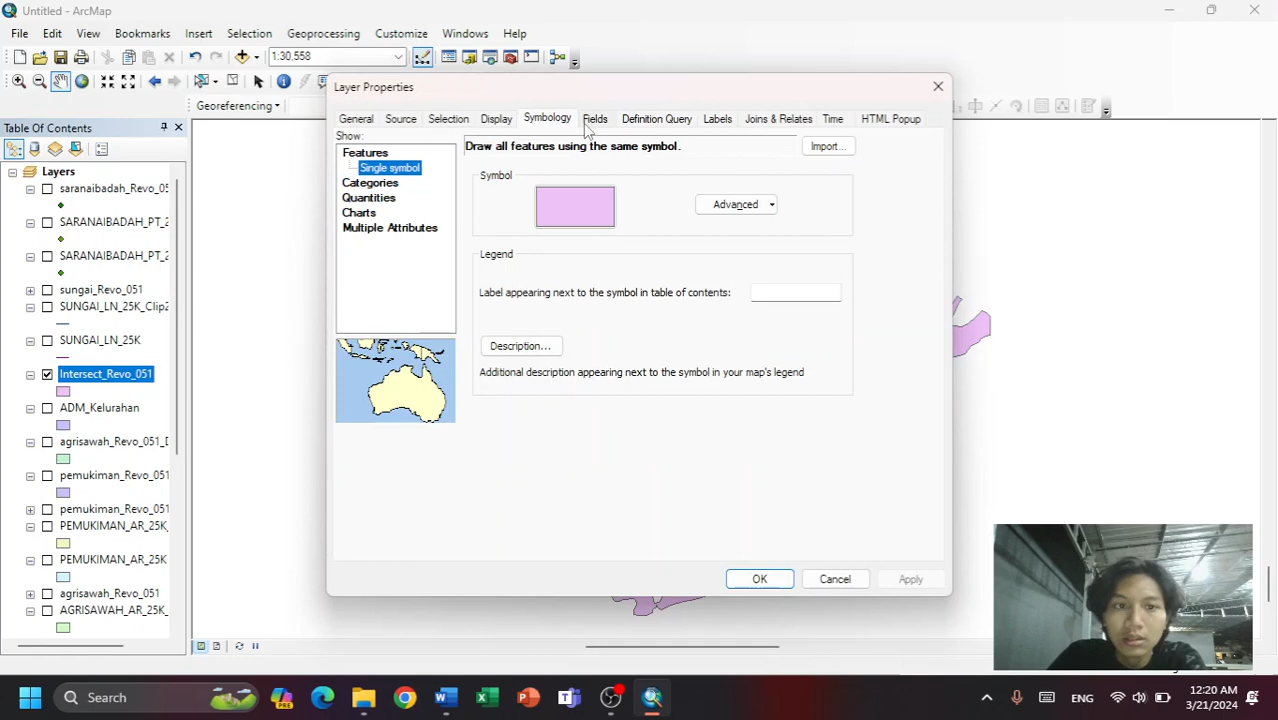 Untitled - ArcMap
File Edit View Bookmarks Insert Selection Geoprocessing Customize Windows Help
1:30,558
Georeferencing
Table Of Contents
Layers
saranaibadah_Revo_05
SARANAIBADAH_PT_2
SARANAIBADAH_PT_2
sungai_Revo_051
SUNGAI_LN_25K_Clip2
SUNGAI_LN_25K
Intersect_Revo_051
ADM_Kelurahan
agrisawah_Revo_051_D
pemukiman_Revo_051
pemukiman_Revo_051
PEMUKIMAN_AR_25K_
PEMUKIMAN_AR_25K
agrisawah_Revo_051
AGRISAWAH_AR_25K_
Layer Properties
General Source Selection Display Symbology Fields Definition Query Labels Joins & Relates Time HTML Popup
Show:
Features
Single symbol
Categories
Quantities
Charts
Multiple Attributes
Draw all features using the same symbol.
Import...
Symbol
Advanced
Legend
Label appearing next to the symbol in table of contents:
Description...
Additional description appearing next to the symbol in your map's legend
OK Cancel Apply
Search
PRE
ENG
12:20 AM
3/21/2024